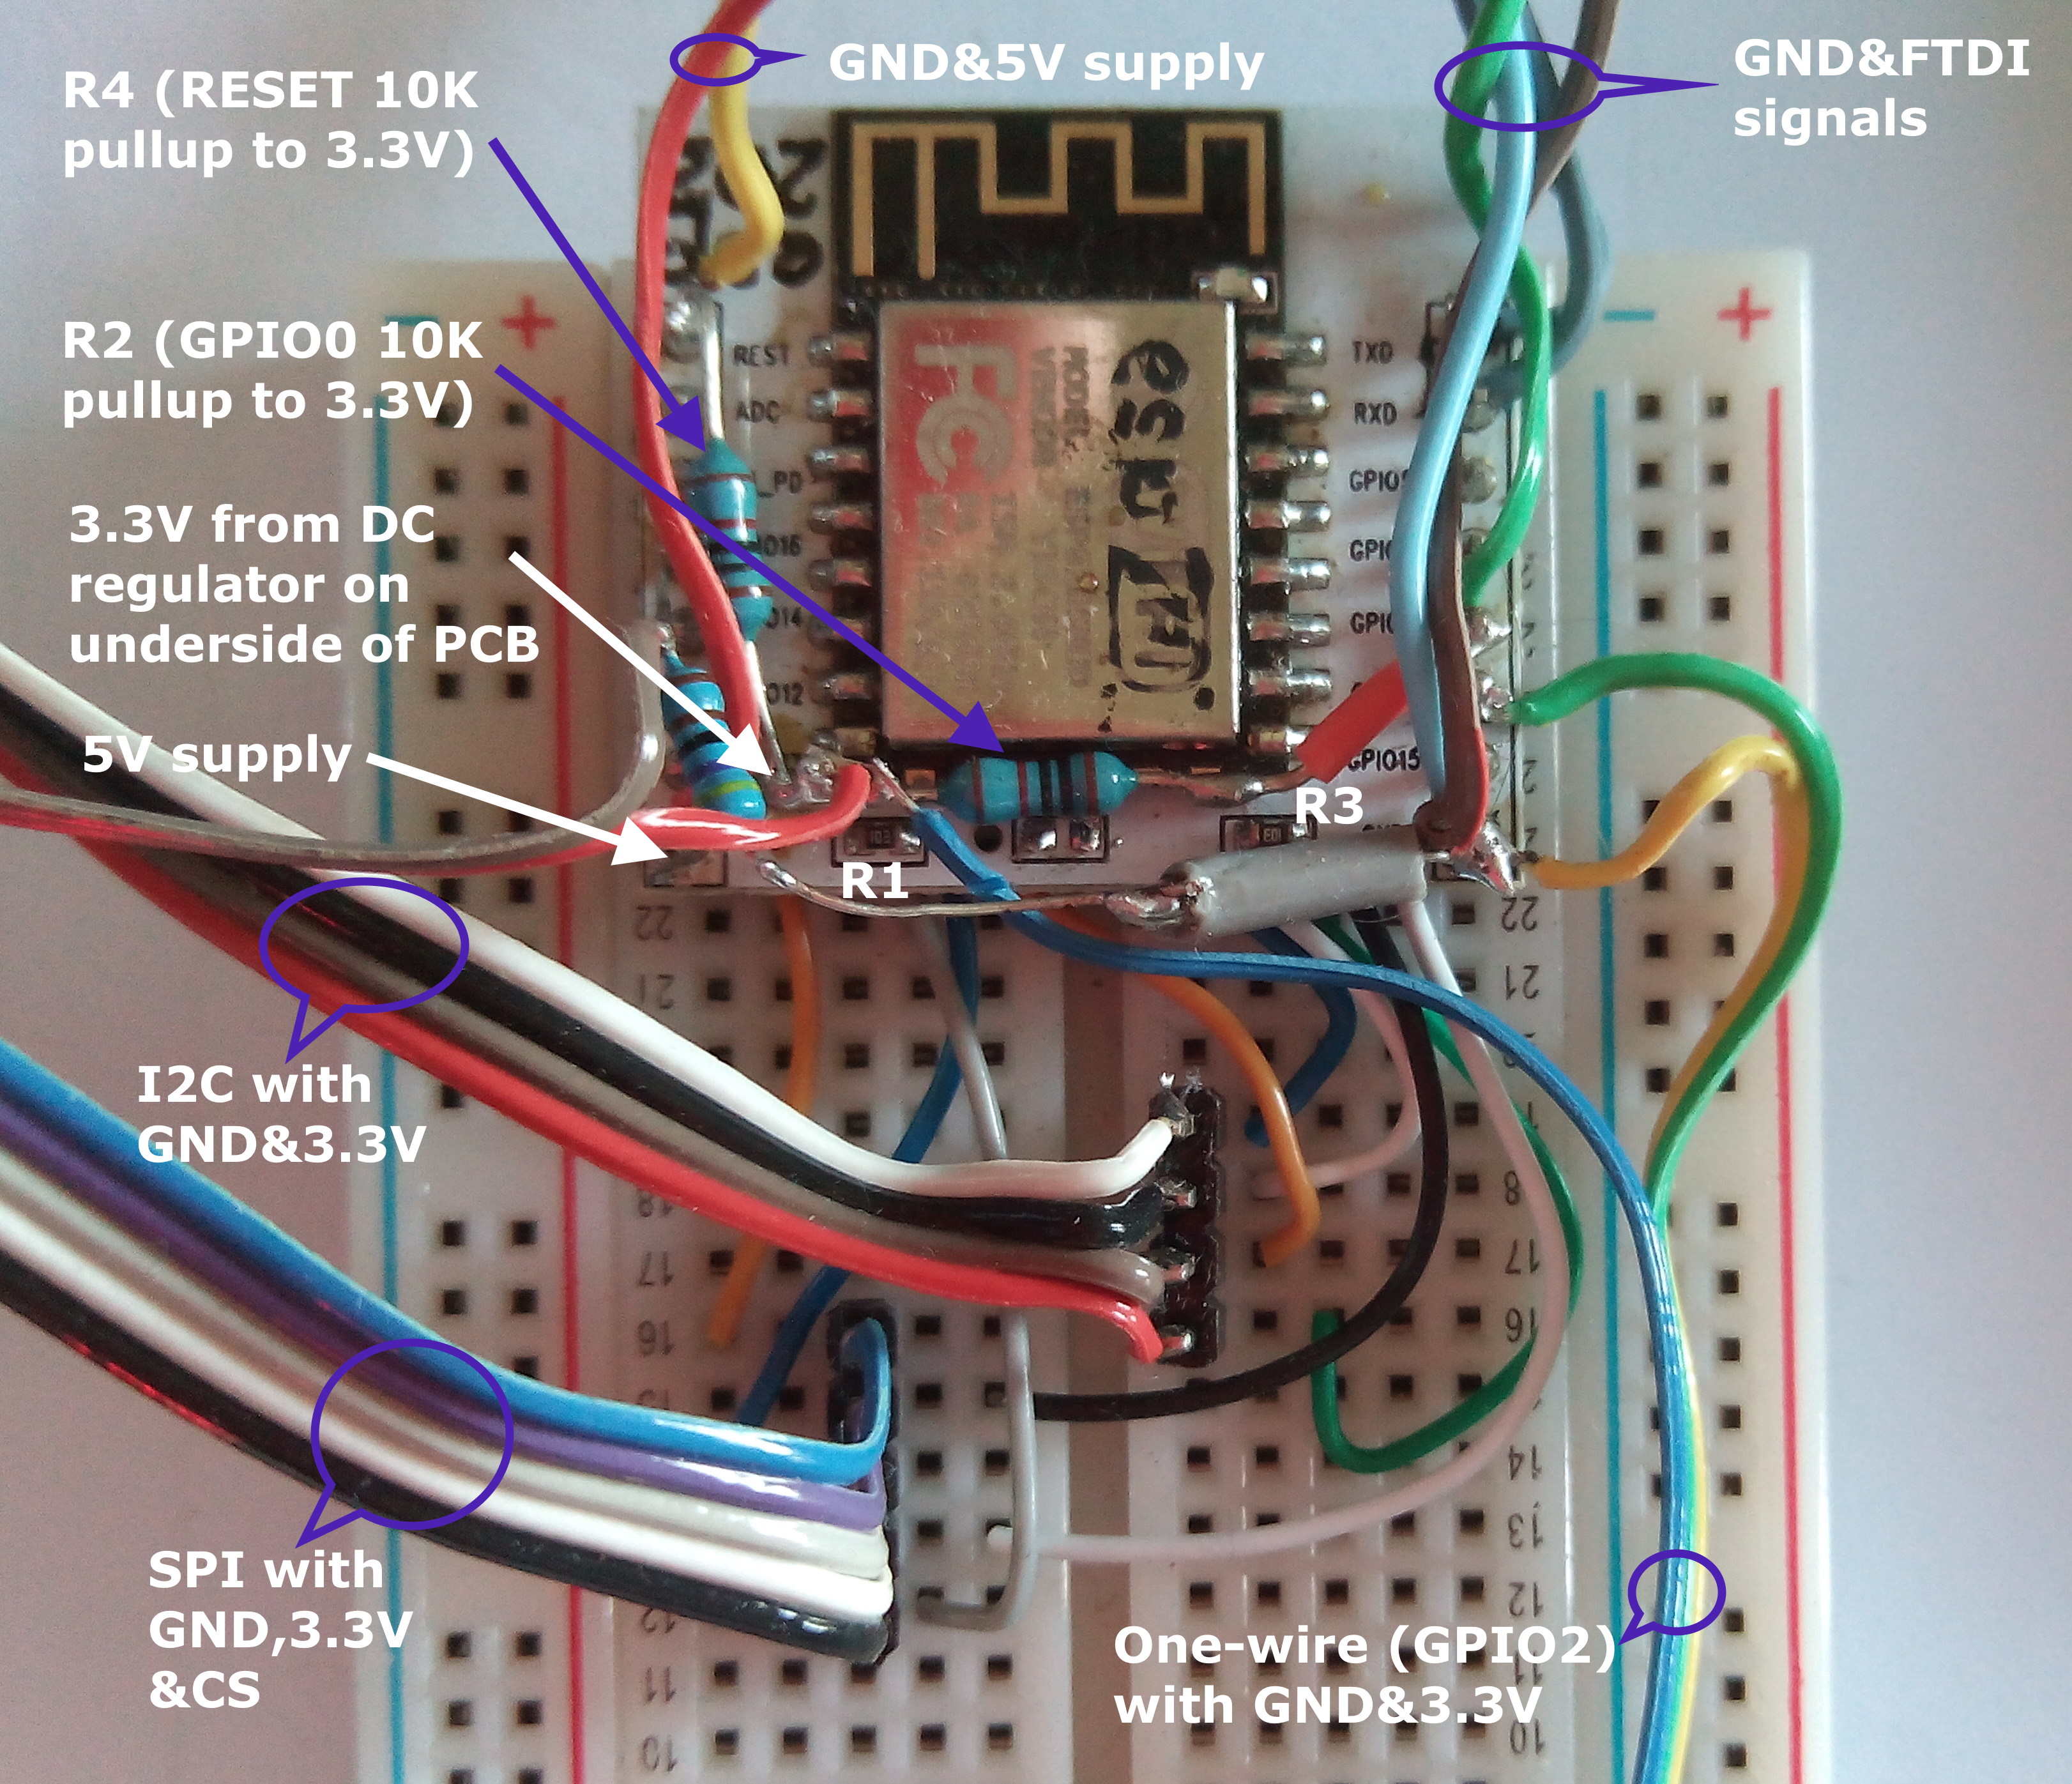 GND&5V supply
GND&FTDI
signals
R4 (RESET 10K
pullup to 3.3V)
R2 (GPIO0 10K
pullup to 3.3V)
3.3V from DC
regulator on
underside of PCB
5V supply
I2C with
GND&3.3V
SPI with
GND,3.3V
&CS
One-wire (GPIO2)
with GND&3.3V
R1
R3
− +
− +
REST
ADC
_PD
IO16
IO14
IO12
TXD
RXD
GPIO
GPIO
GPIO
GPIO15
FC
MODEL
103
22
21
18
17
16
15
12
11
10
22
21
18
17
16
14
13
12
11
10